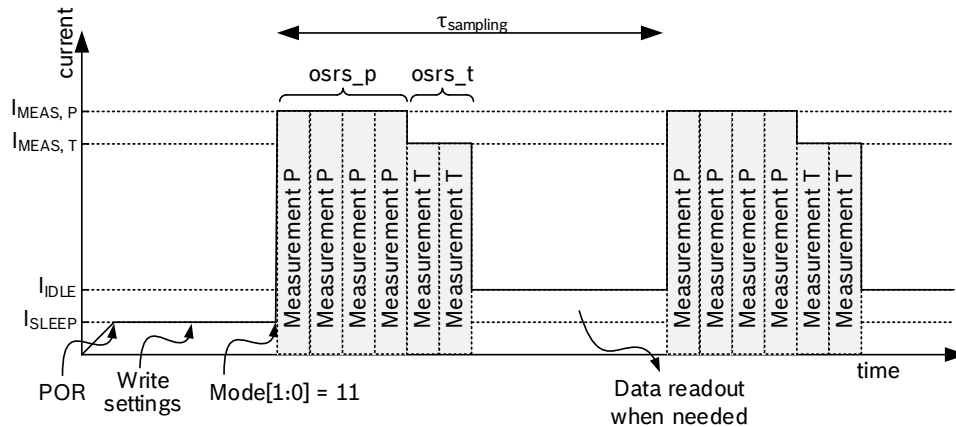 current
τsampling
osrs_p
osrs_t
IMEAS, P
IMEAS, T
IIDLE
ISLEEP
Measurement P
Measurement P
Measurement P
Measurement P
Measurement T
Measurement T
Measurement P
Measurement P
Measurement P
Measurement P
Measurement T
Measurement T
time
POR
Write
settings
Mode[1:0] = 11
Data readout
when needed